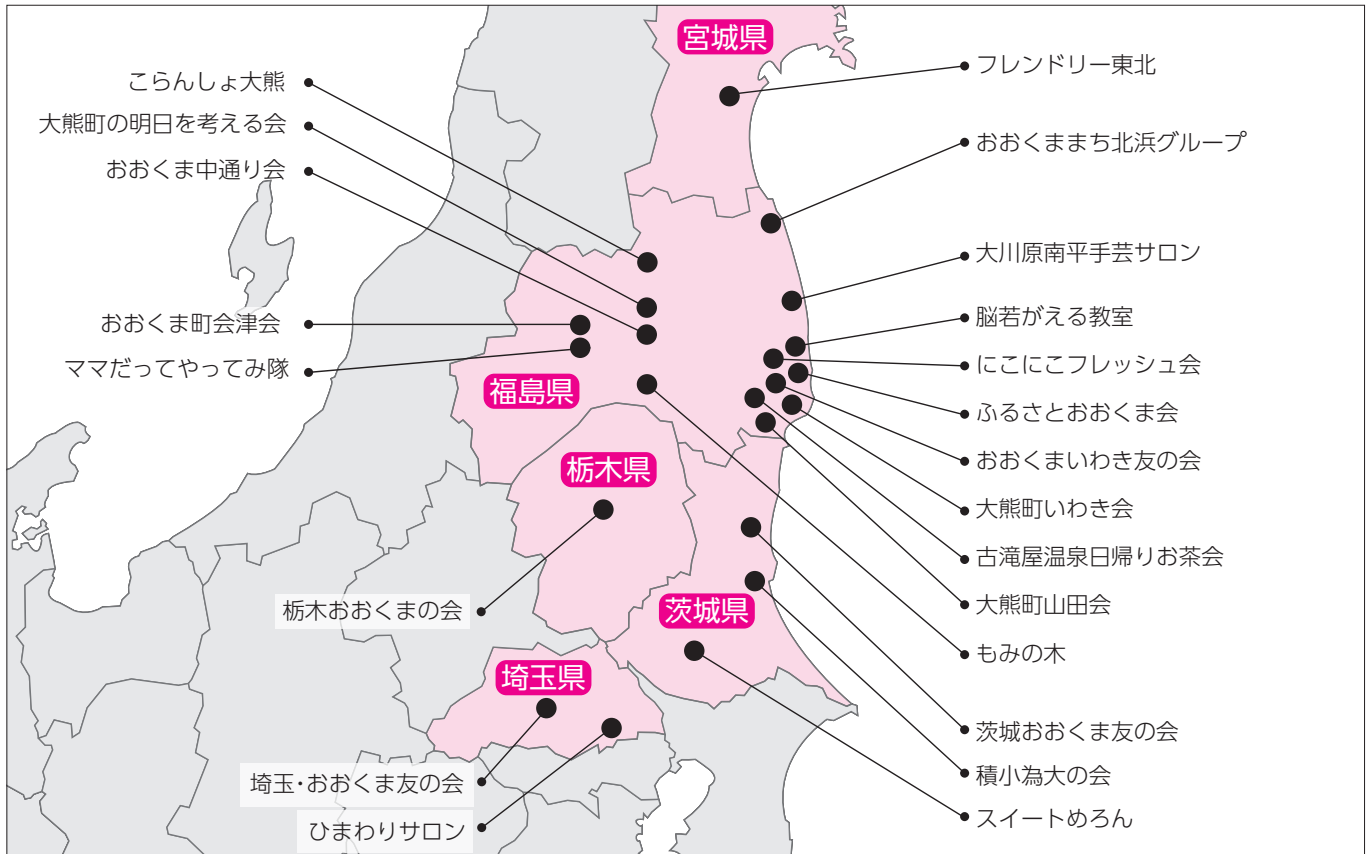 宮城県
フレンドリー東北
こらんしょ大熊
大熊町の明日を考える会
おおくま中通り会
おおくままち北浜グループ
大川原南平手芸サロン
おおくま町会津会
ママだってやってみ隊
脳若がえる教室
にこにこフレッシュ会
福島県
ふるさとおおくま会
おおくまいわき友の会
栃木県
大熊町いわき会
古滝屋温泉日帰りお茶会
栃木おおくまの会
大熊町山田会
茨城県
もみの木
埼玉県
茨城おおくま友の会
埼玉・おおくま友の会
積小為大の会
ひまわりサロン
スイートめろん